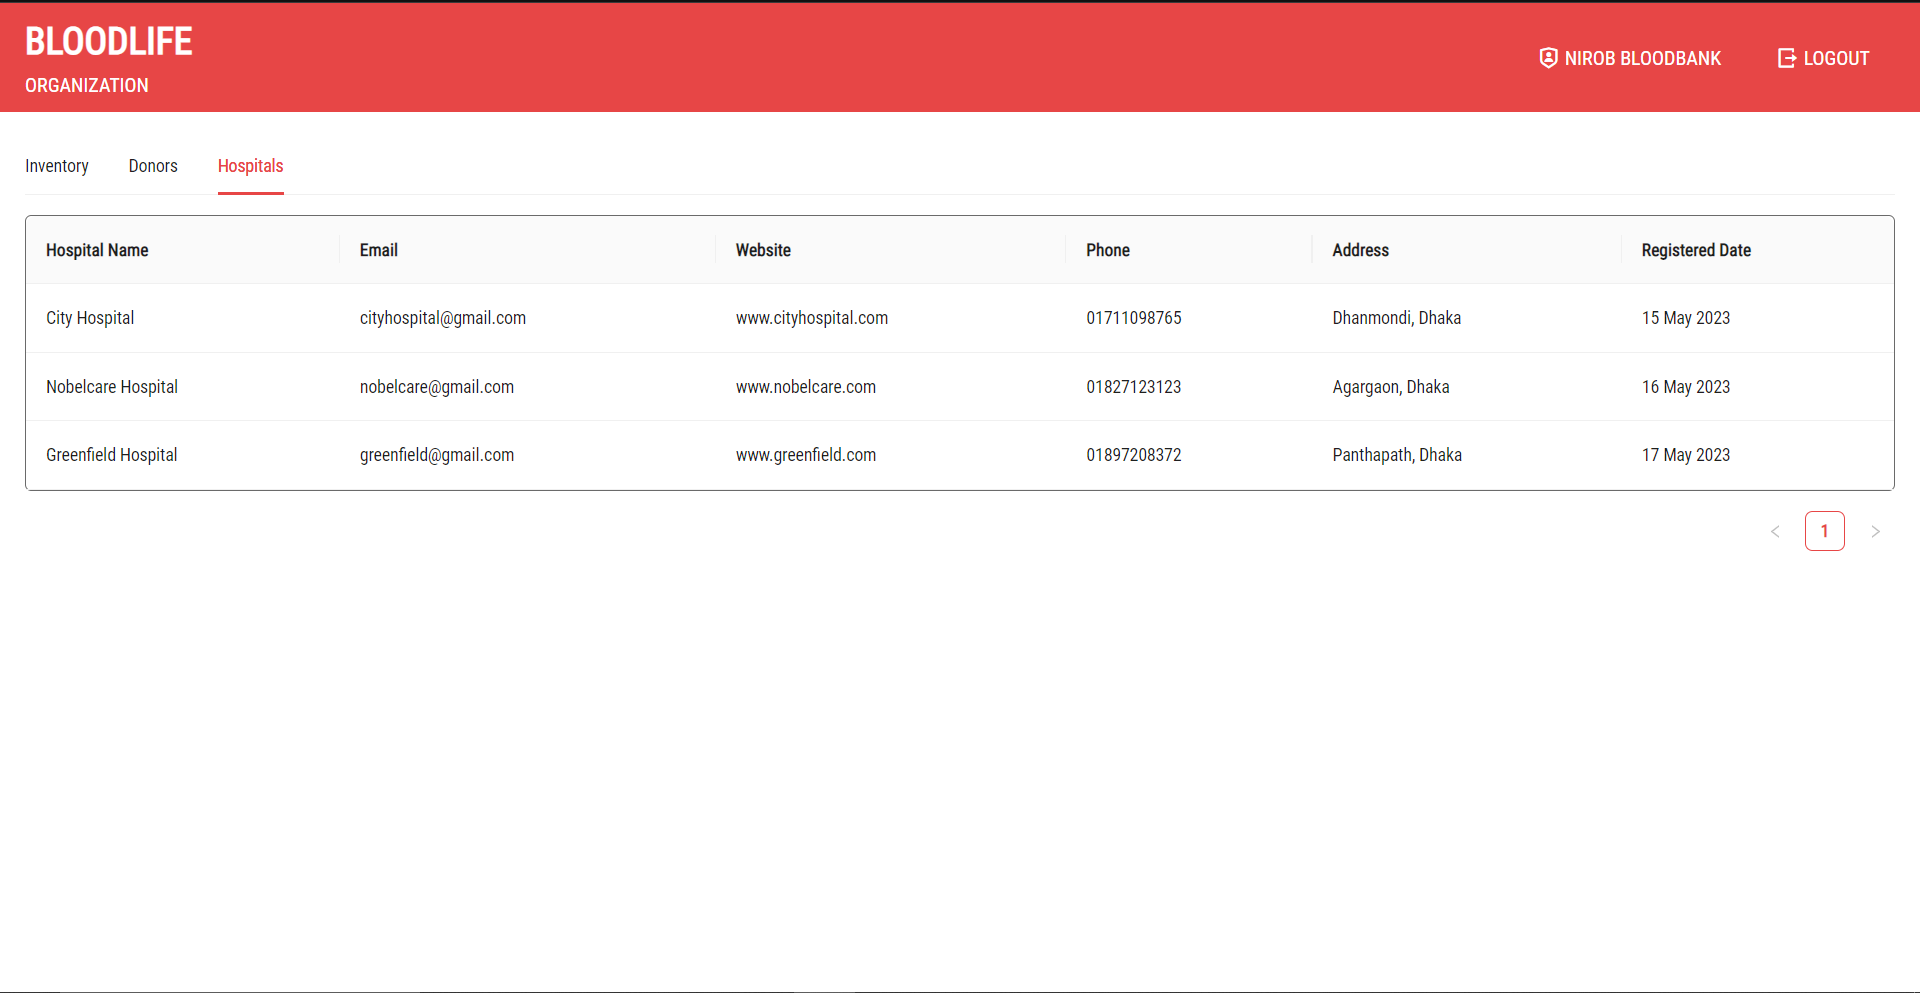 BLOODLIFE
ORGANIZATION
NIROB BLOODBANK LOGOUT
Inventory Donors Hospitals
Hospital Name Email Website Phone Address Registered Date
City Hospital cityhospital@gmail.com www.cityhospital.com 01711098765 Dhanmondi, Dhaka 15 May 2023
Nobelcare Hospital nobelcare@gmail.com www.nobelcare.com 01827123123 Agargaon, Dhaka 16 May 2023
Greenfield Hospital greenfield@gmail.com www.greenfield.com 01897208372 Panthapath, Dhaka 17 May 2023
< 1 >